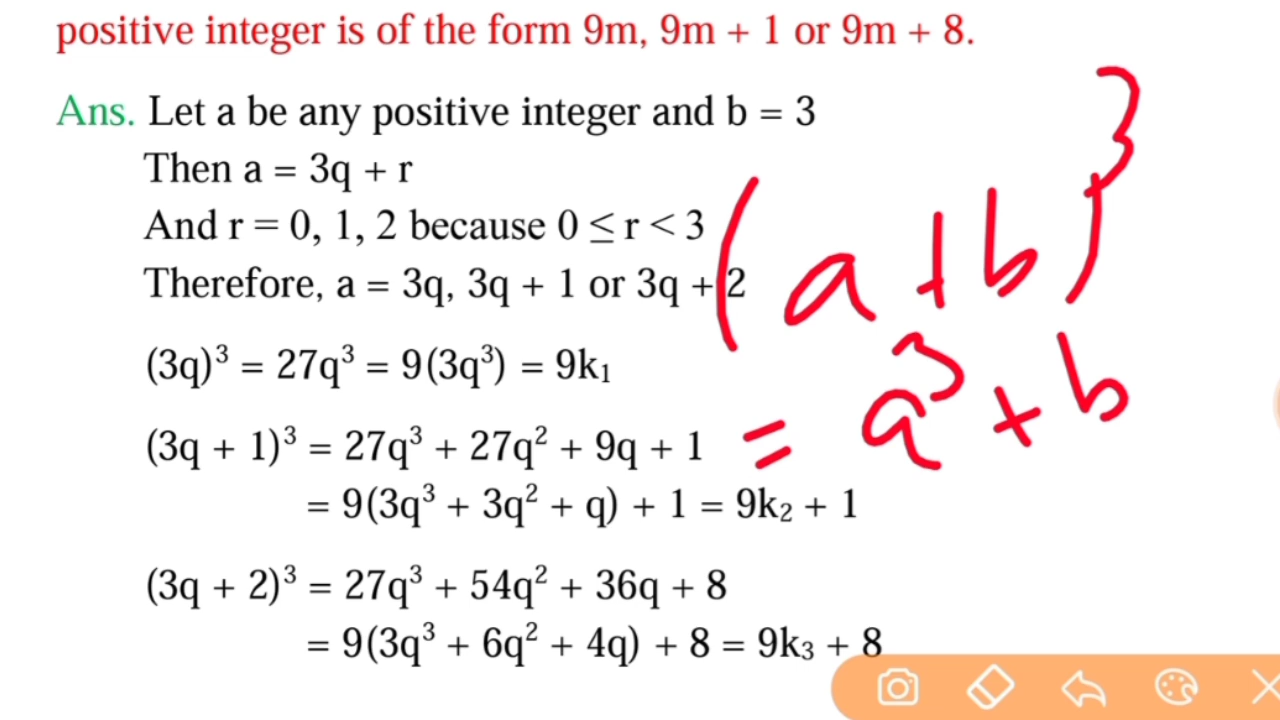 positive integer is of the form 9m, 9m + 1 or 9m + 8.
Ans. Let a be any positive integer and b = 3
Then a = 3q + r
And r = 0, 1, 2 because 0 ≤ r < 3
Therefore, a = 3q, 3q + 1 or 3q + 2
(a+b)³
(3q)³ = 27q³ = 9(3q³) = 9k₁
= a³ + b
(3q + 1)³ = 27q³ + 27q² + 9q + 1
= 9(3q³ + 3q² + q) + 1 = 9k₂ + 1
(3q + 2)³ = 27q³ + 54q² + 36q + 8
= 9(3q³ + 6q² + 4q) + 8 = 9k₃ + 8